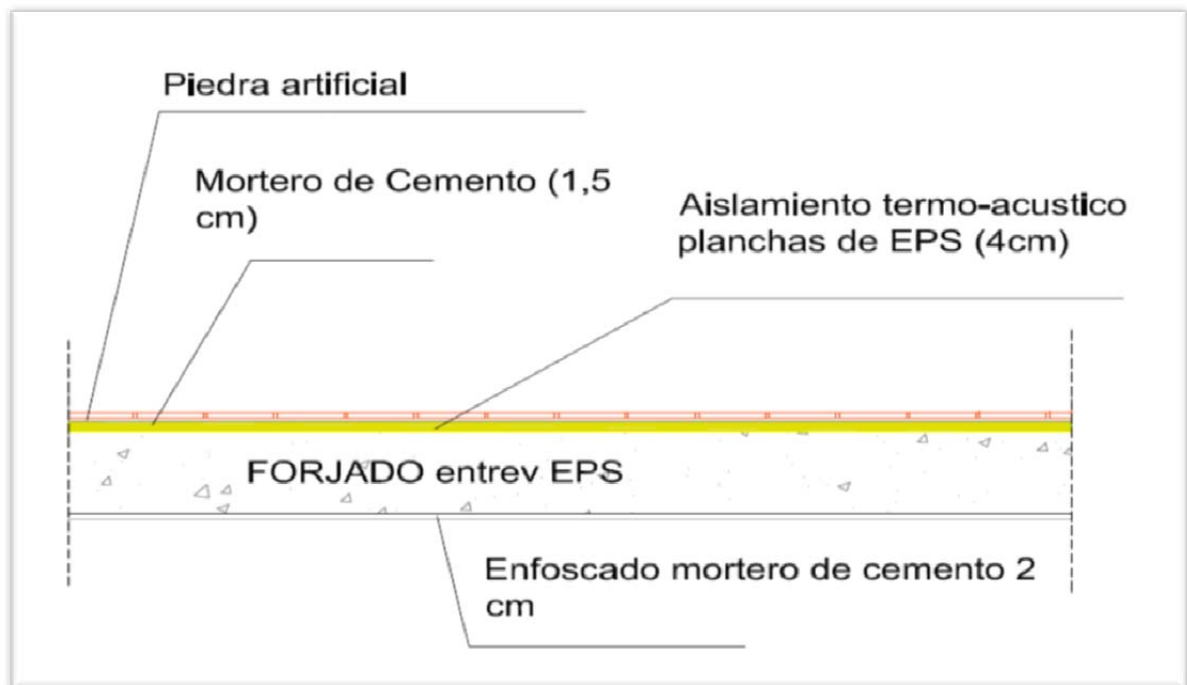 Piedra artificial
Mortero de Cemento (1,5
cm)
Aislamiento termo-acustico
planchas de EPS (4cm)
FORJADO entrev EPS
Enfoscado mortero de cemento 2
cm